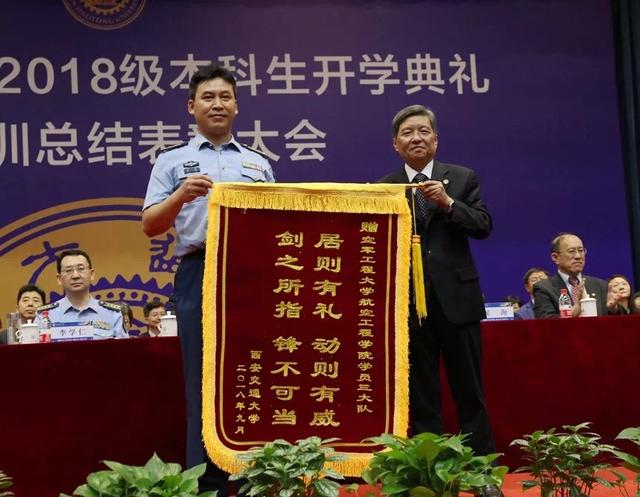 JIAOTONG UNIVERSITY
2018级本科生开学典礼
训总结表彰大会
赠 空军工程大学航空工程学院学员三大队
居则有礼 动则有威
剑之所指 锋不可当
西安交通大学
二〇一八年九月
李学仁